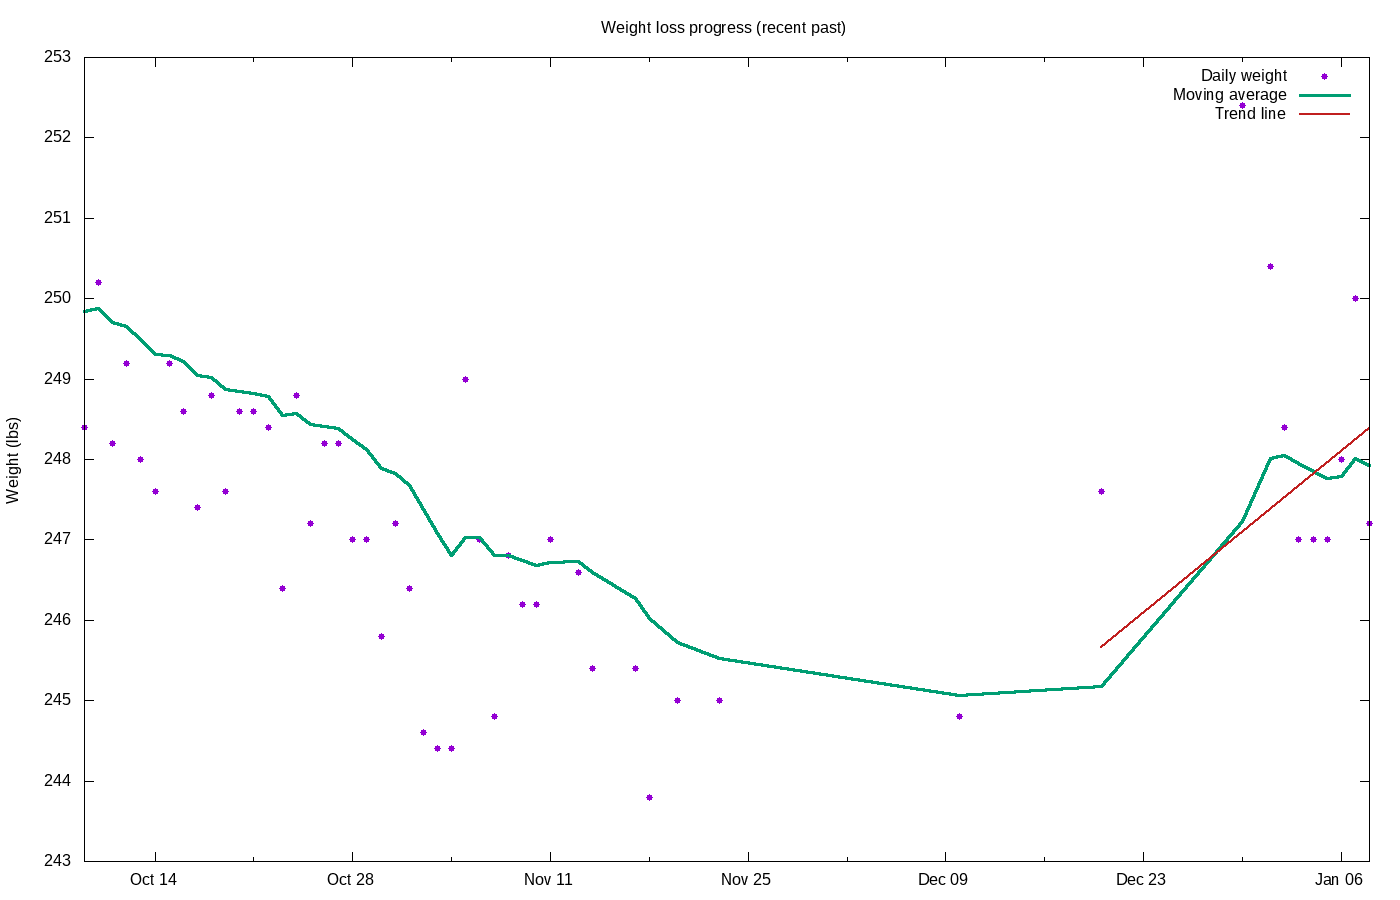 Weight loss progress (recent past)
253
252
251
250
249
248
247
246
245
244
243
Weight (lbs)
Daily weight
Moving average
Trend line
Oct 14
Oct 28
Nov 11
Nov 25
Dec 09
Dec 23
Jan 06